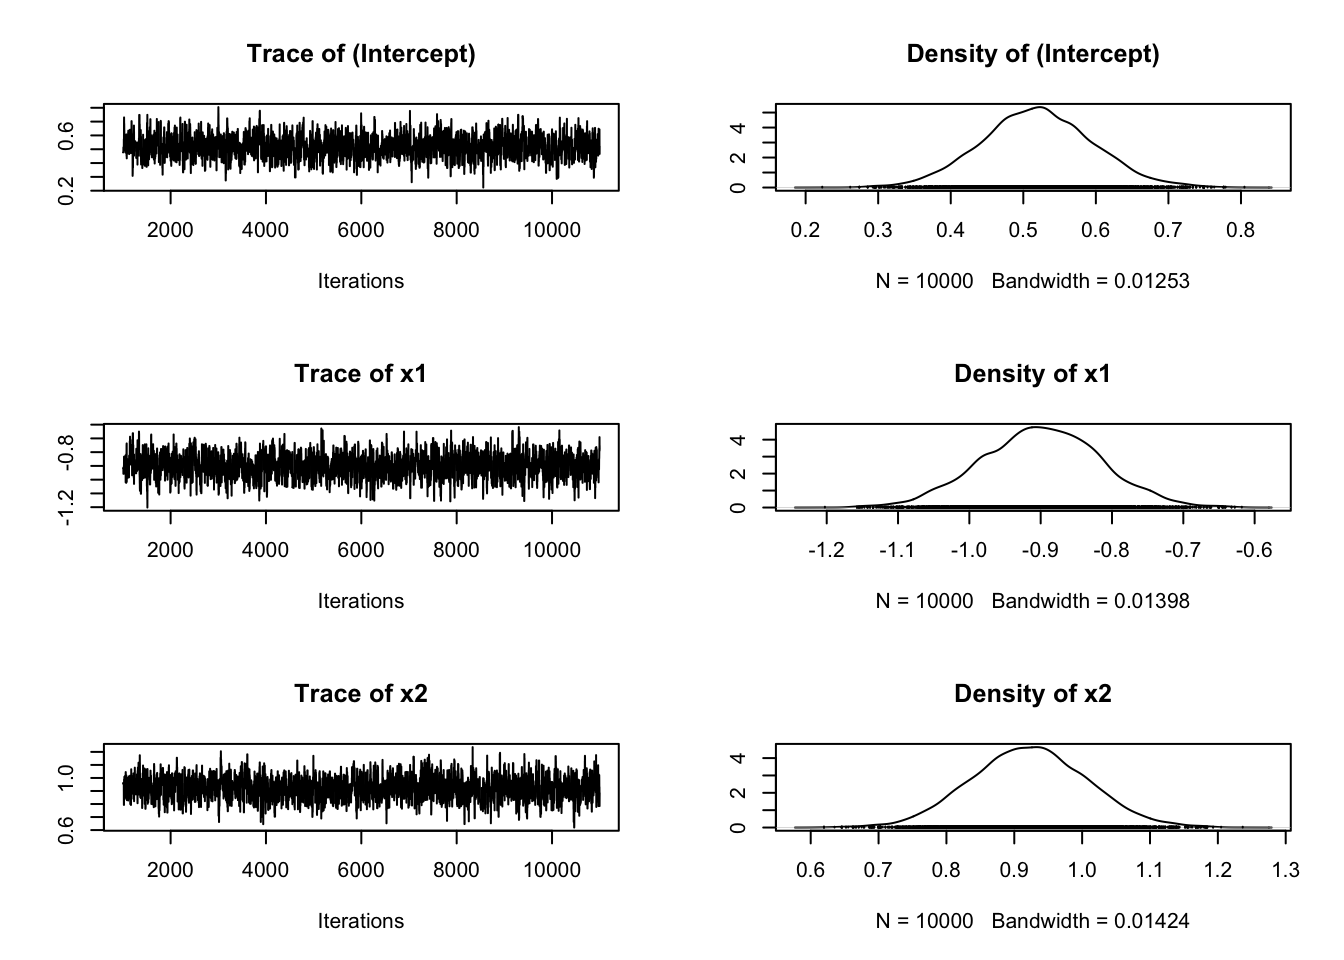 Trace of (Intercept)
0.2 0.6
2000 4000 6000 8000 10000
Iterations
Density of (Intercept)
0 2 4
0.2 0.3 0.4 0.5 0.6 0.7 0.8
N = 10000 Bandwidth = 0.01253
Trace of x1
-1.2 -0.8
2000 4000 6000 8000 10000
Iterations
Density of x1
0 2 4
-1.2 -1.1 -1.0 -0.9 -0.8 -0.7 -0.6
N = 10000 Bandwidth = 0.01398
Trace of x2
0.6 1.0
2000 4000 6000 8000 10000
Iterations
Density of x2
0 2 4
0.6 0.7 0.8 0.9 1.0 1.1 1.2 1.3
N = 10000 Bandwidth = 0.01424